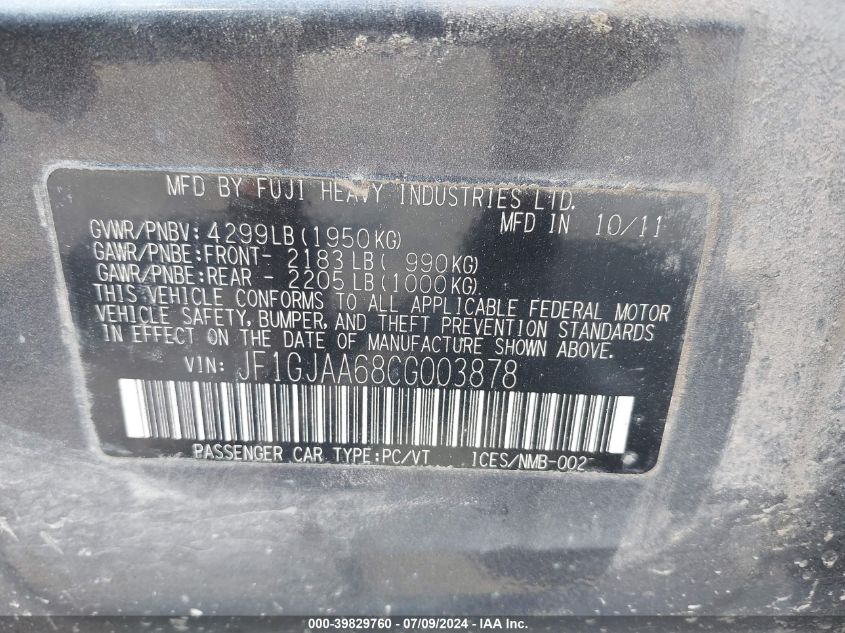 MFD BY FUJI HEAVY INDUSTRIES LTD.
MFD IN 10/11
GVWR/PNBV: 4299LB(1950KG)
GAWR/PNBE:FRONT- 2183LB( 990KG)
GAWR/PNBE:REAR - 2205LB(1000KG)
THIS VEHICLE CONFORMS TO ALL APPLICABLE FEDERAL MOTOR
VEHICLE SAFETY, BUMPER, AND THEFT PREVENTION STANDARDS
IN EFFECT ON THE DATE OF MANUFACTURE SHOWN ABOVE.
VIN: JF1GJAA68CG003878
PASSENGER CAR TYPE:PC/VT ICES/NMB-002
000-39829760 - 07/09/2024 - IAA Inc.